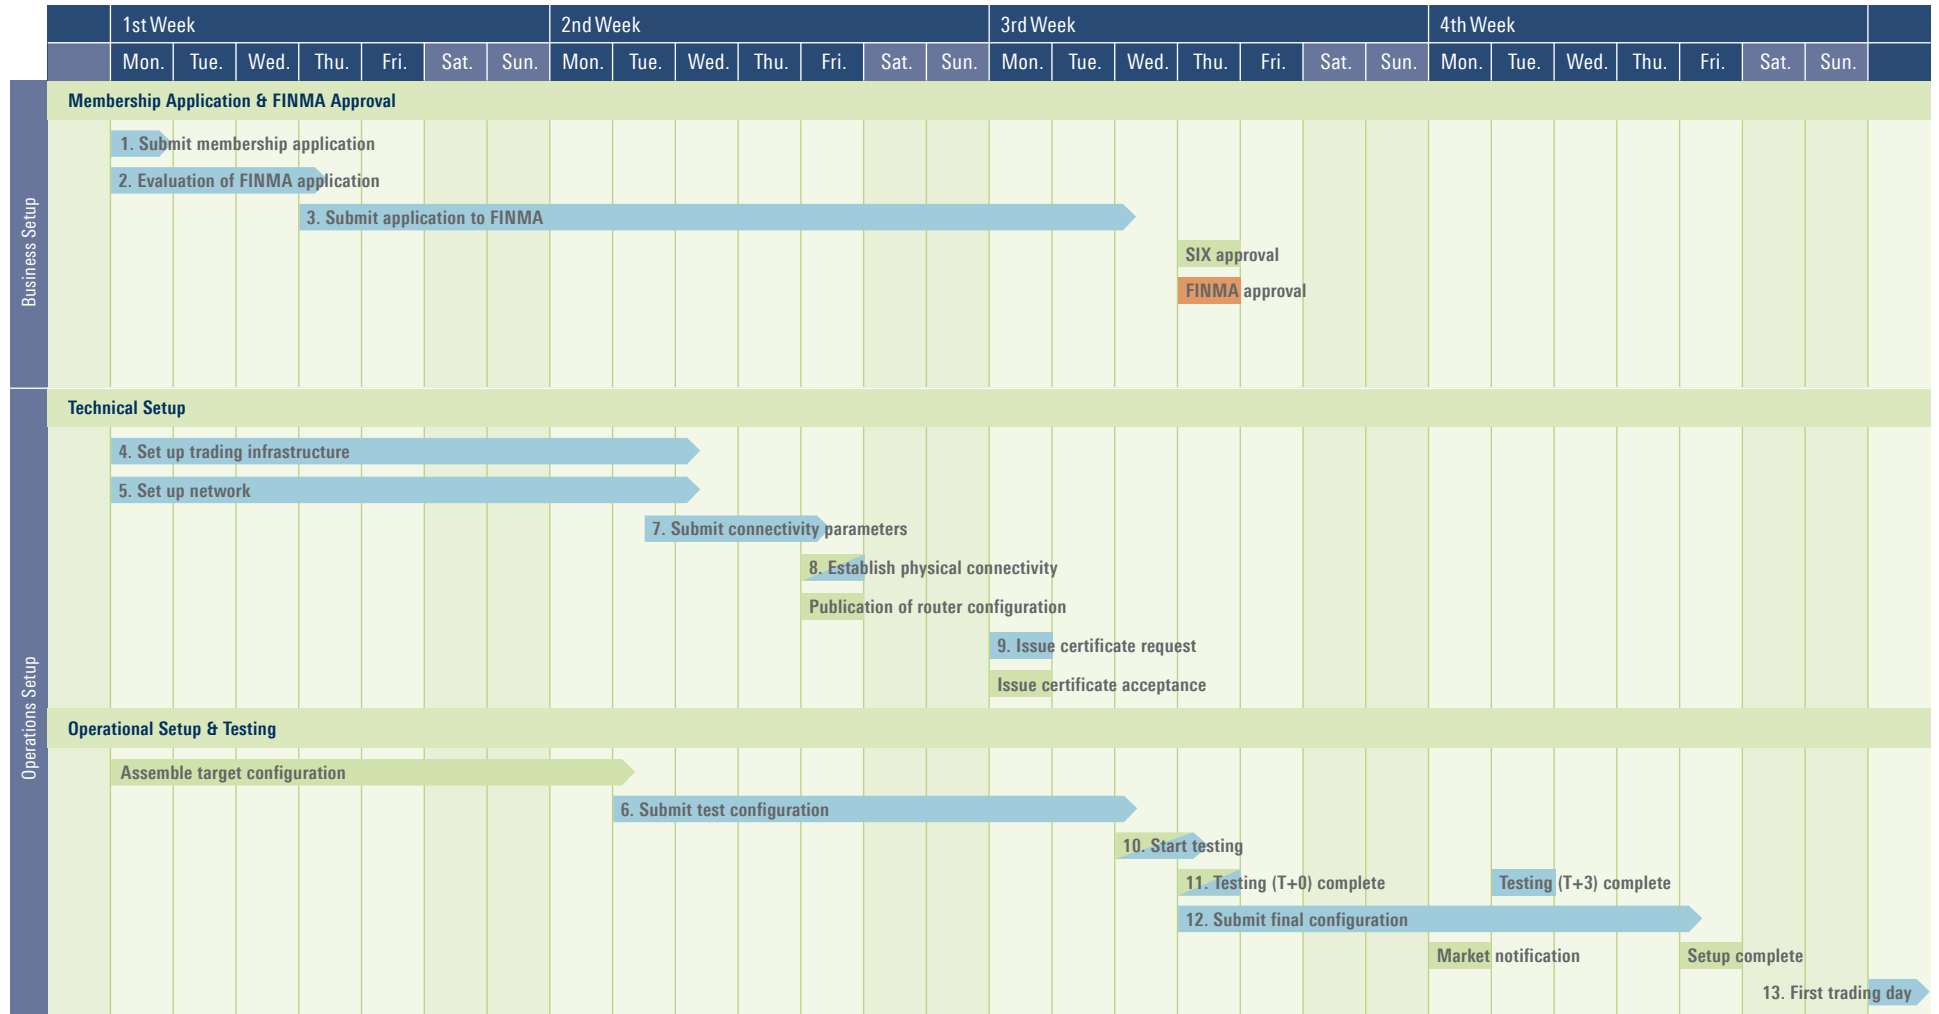 1st Week 2nd Week 3rd Week 4th Week
Mon. Tue. Wed. Thu. Fri. Sat. Sun. Mon. Tue. Wed. Thu. Fri. Sat. Sun. Mon. Tue. Wed. Thu. Fri. Sat. Sun. Mon. Tue. Wed. Thu. Fri. Sat. Sun.
Business Setup
Membership Application & FINMA Approval
1. Submit membership application
2. Evaluation of FINMA application
3. Submit application to FINMA
SIX approval
FINMA approval
Operations Setup
Technical Setup
4. Set up trading infrastructure
5. Set up network
7. Submit connectivity parameters
8. Establish physical connectivity
Publication of router configuration
9. Issue certificate request
Issue certificate acceptance
Operational Setup & Testing
Assemble target configuration
6. Submit test configuration
10. Start testing
11. Testing (T+0) complete Testing (T+3) complete
12. Submit final configuration
Market notification Setup complete
13. First trading day